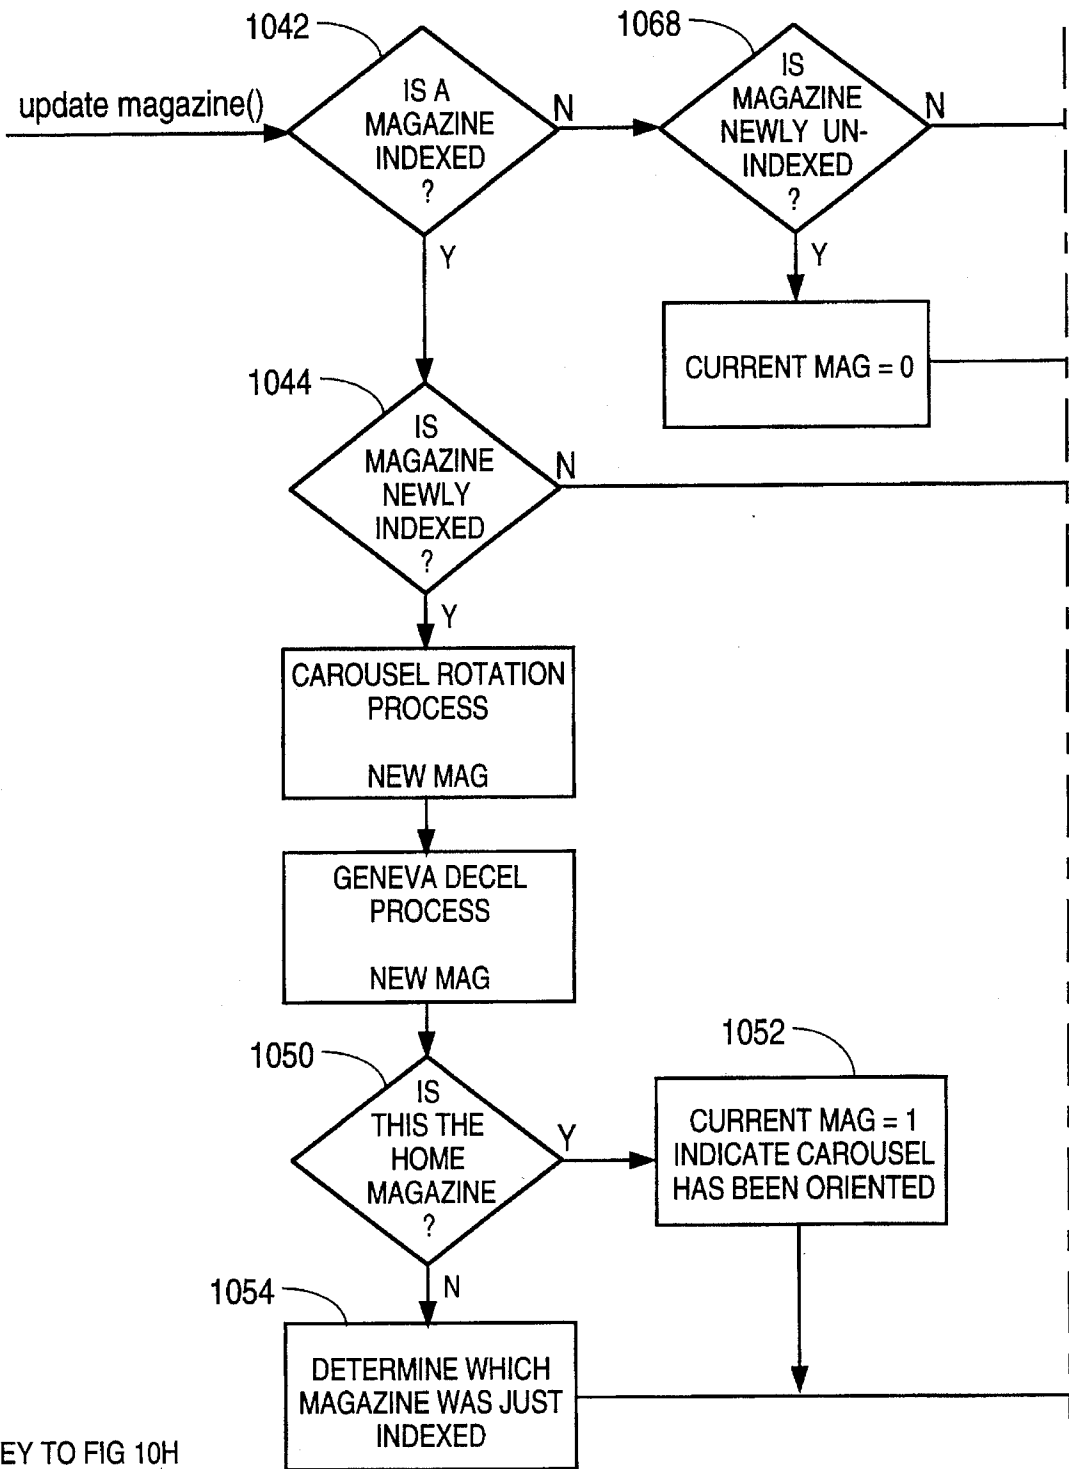 1042
1068
update magazine()
IS A
MAGAZINE
INDEXED
?
N
IS
MAGAZINE
NEWLY UN-
INDEXED
?
N
Y
Y
CURRENT MAG = 0
1044
IS
MAGAZINE
NEWLY
INDEXED
?
N
Y
CAROUSEL ROTATION
PROCESS
NEW MAG
GENEVA DECEL
PROCESS
NEW MAG
1050
IS
THIS THE
HOME
MAGAZINE
?
Y
1052
CURRENT MAG = 1
INDICATE CAROUSEL
HAS BEEN ORIENTED
N
1054
DETERMINE WHICH
MAGAZINE WAS JUST
INDEXED
EY TO FIG 10H